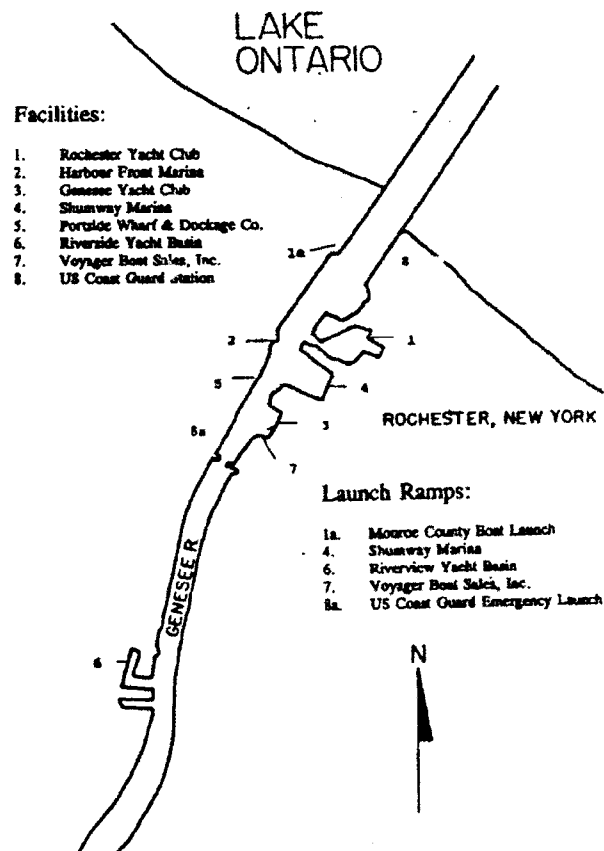 LAKE
ONTARIO
Facilities:
1. Rochester Yacht Club
2. Harbour Front Marina
3. Genesee Yacht Club
4. Shumway Marina
5. Portside Wharf & Dockage Co.
6. Riverside Yacht Basin
7. Voyager Boat Sales, Inc.
8. US Coast Guard Station
1a
8
2
1
5
4
8a
3
7
ROCHESTER, NEW YORK
Launch Ramps:
1a. Monroe County Boat Launch
4. Shumway Marina
6. Riverview Yacht Basin
7. Voyager Boat Sales, Inc.
8a. US Coast Guard Emergency Launch
GENESEE R
6
N